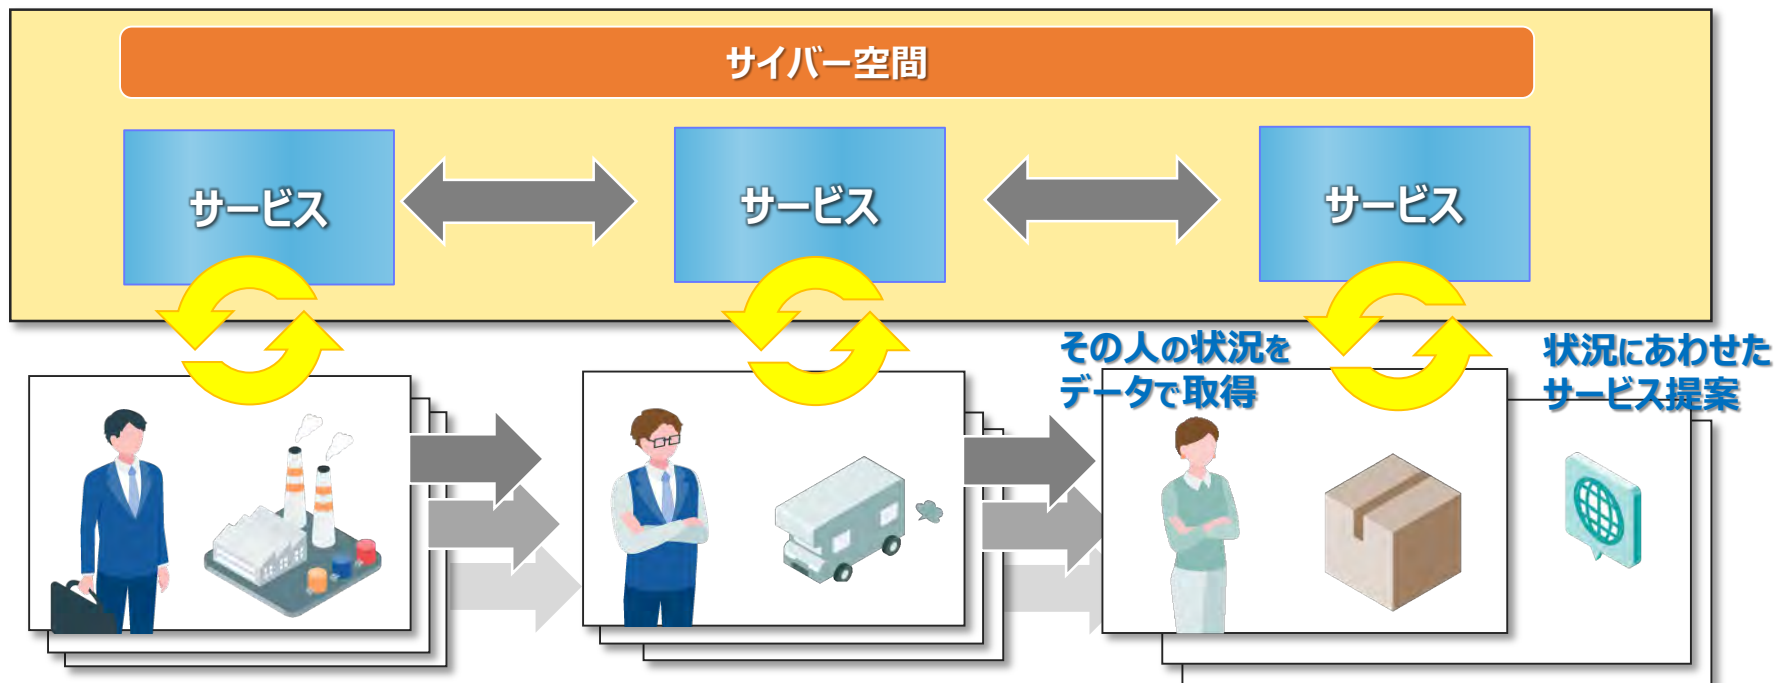 サイバー空間
サービス
サービス
サービス
その人の状況を
データで取得
状況にあわせた
サービス提案